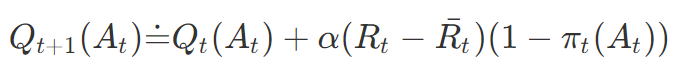 Q_{t+1}(A_t)≐Q_t(A_t) + α(R_t − R̄_t)(1 − π_t(A_t))